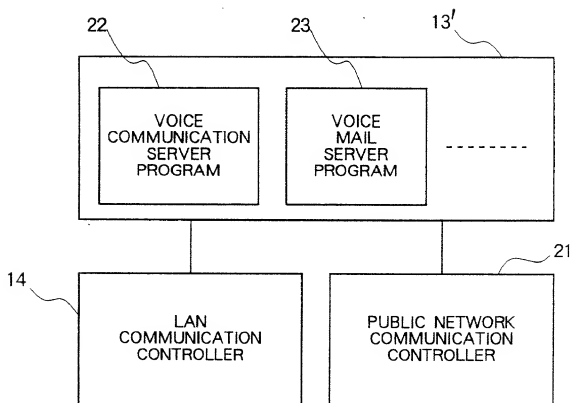 22
23
13'
VOICE
COMMUNICATION
SERVER
PROGRAM
VOICE
MAIL
SERVER
PROGRAM
14
21
LAN
COMMUNICATION
CONTROLLER
PUBLIC NETWORK
COMMUNICATION
CONTROLLER